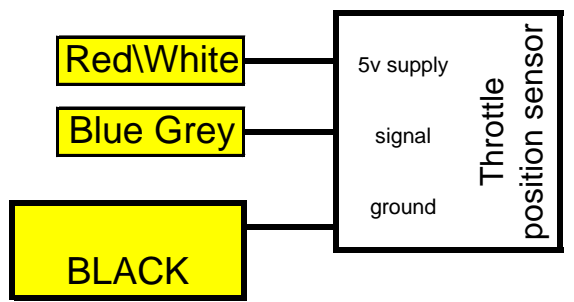 Red\White
5v supply
Blue Grey
signal
ground
BLACK
Throttle
position sensor